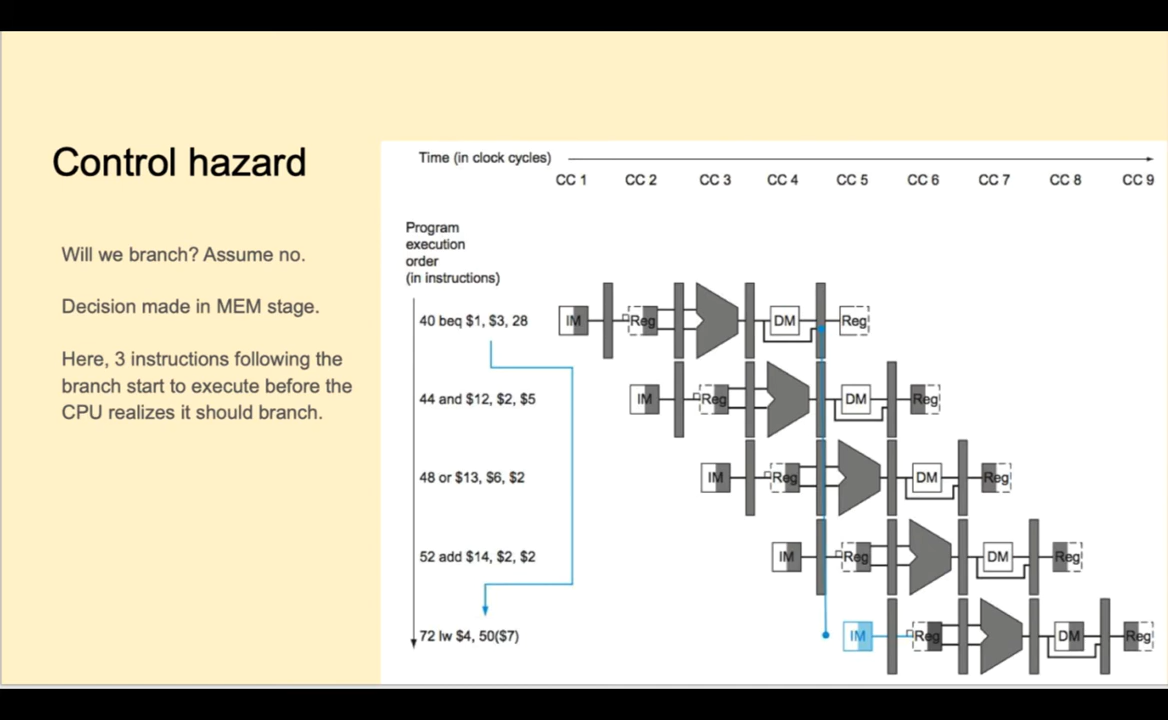 Control hazard
Will we branch? Assume no.
Decision made in MEM stage.
Here, 3 instructions following the
branch start to execute before the
CPU realizes it should branch.
Time (in clock cycles)
CC 1 CC 2 CC 3 CC 4 CC 5 CC 6 CC 7 CC 8 CC 9
Program
execution
order
(in instructions)
40 beq $1, $3, 28 IM Reg DM Reg
44 and $12, $2, $5 IM Reg DM Reg
48 or $13, $6, $2 IM Reg DM Reg
52 add $14, $2, $2 IM Reg DM Reg
72 lw $4, 50($7) IM Reg DM Reg